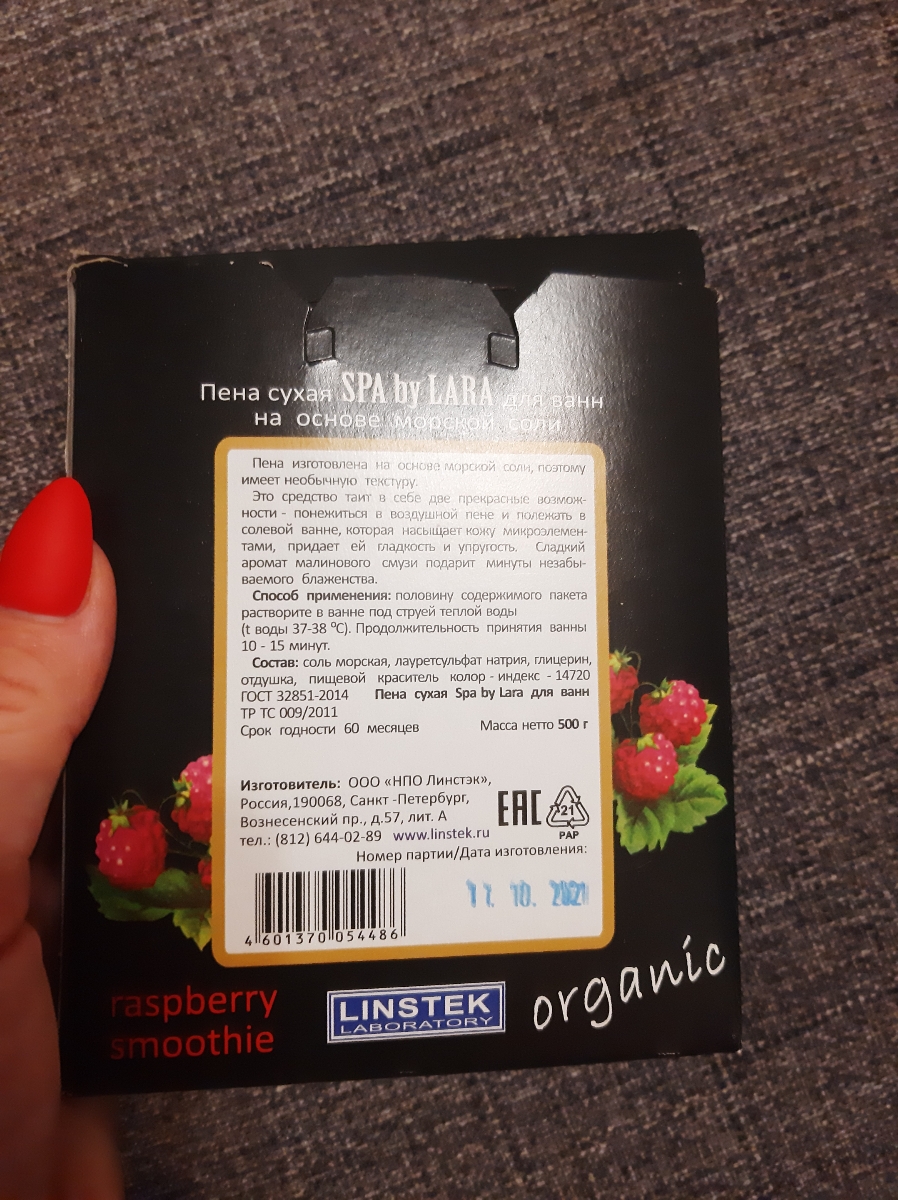 Пена сухая SPA by LARA для ванн
на основе морской соли
Пена изготовлена на основе морской соли, поэтому
имеет необычную текстуру.
Это средство таит в себе две прекрасные возмож-
ности - понежиться в воздушной пене и полежать в
солевой ванне, которая насыщает кожу микроэлемен-
тами, придает ей гладкость и упругость. Сладкий
аромат малинового смузи подарит минуты незабы-
ваемого блаженства.
Способ применения: половину содержимого пакета
растворите в ванне под струей теплой воды
(t воды 37-38 °С). Продолжительность принятия ванны
10 - 15 минут.
Состав: соль морская, лауретсульфат натрия, глицерин,
отдушка, пищевой краситель колор - индекс - 14720
ГОСТ 32851-2014 Пена сухая Spa by Lara для ванн
ТР ТС 009/2011
Срок годности 60 месяцев Масса нетто 500 г
Изготовитель: ООО «НПО Линстэк»,
Россия,190068, Санкт -Петербург,
Вознесенский пр., д.57, лит. А
тел.: (812) 644-02-89 www.linstek.ru
EAC 21 PAP
Номер партии/Дата изготовления:
17. 10. 2021
4 601370 054486
raspberry
smoothie
LINSTEK
LABORATORY
organic